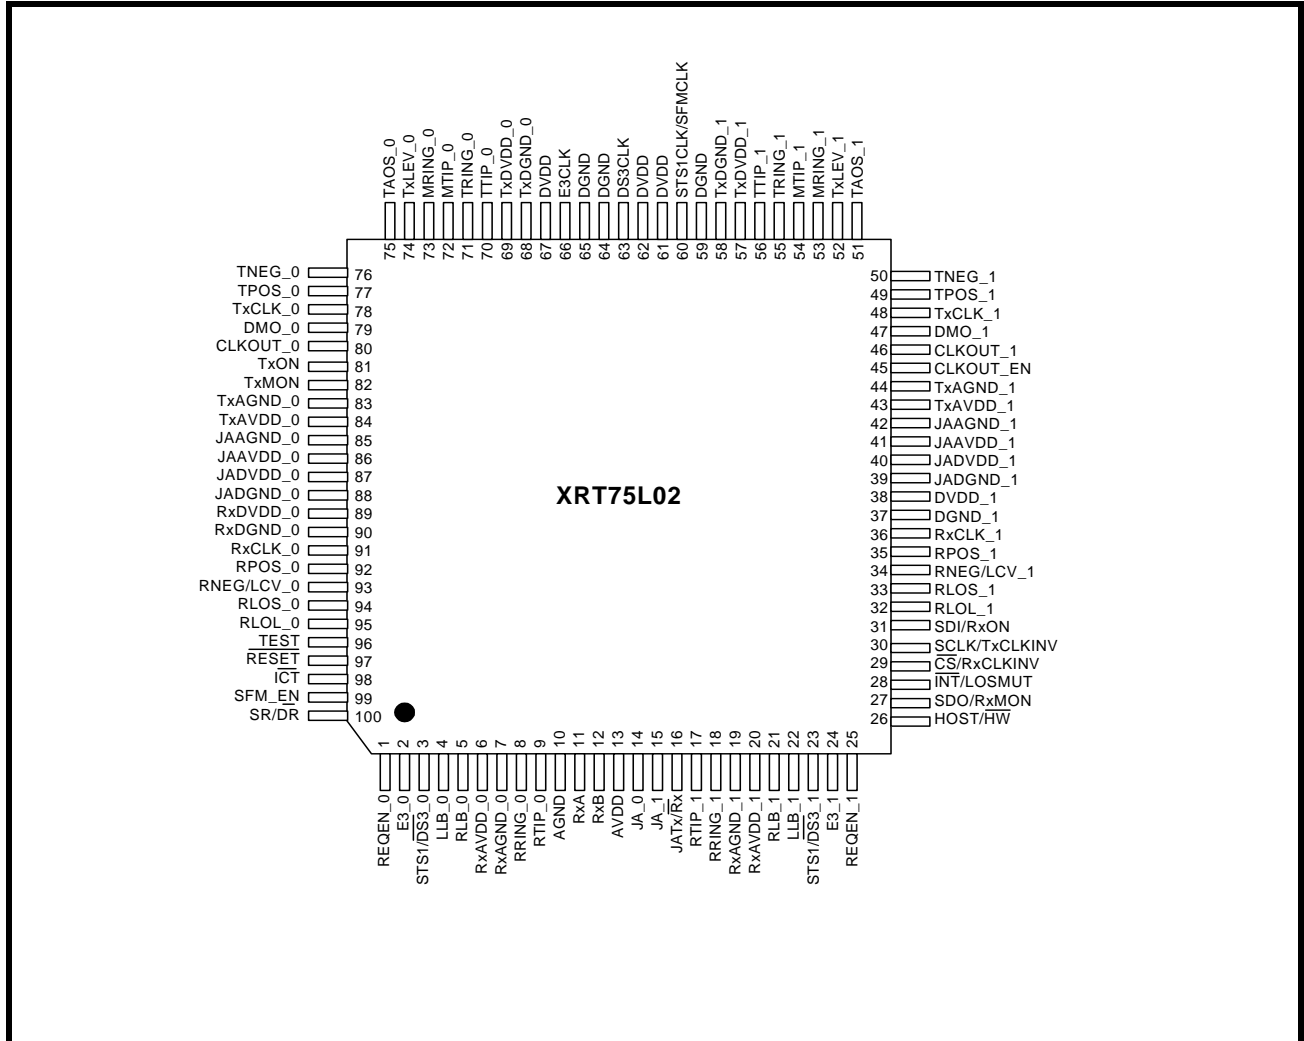 TAOS_0
TxLEV_0
MRING_0
MTIP_0
TRING_0
TTIP_0
TxDVDD_0
TxDGND_0
DVDD
E3CLK
DGND
DGND
DS3CLK
DVDD
DVDD
STS1CLK/SFMCLK
DGND
TxDGND_1
TxDVDD_1
TTIP_1
TRING_1
MTIP_1
MRING_1
TxLEV_1
TAOS_1
75
74
73
72
71
70
69
68
67
66
65
64
63
62
61
60
59
58
57
56
55
54
53
52
51
TNEG_0 76
TPOS_0 77
TxCLK_0 78
DMO_0 79
CLKOUT_0 80
TxON 81
TxMON 82
TxAGND_0 83
TxAVDD_0 84
JAAGND_0 85
JAAVDD_0 86
JADVDD_0 87
JADGND_0 88
RxDVDD_0 89
RxDGND_0 90
RxCLK_0 91
RPOS_0 92
RNEG/LCV_0 93
RLOS_0 94
RLOL_0 95
TEST 96
RESET 97
ICT 98
SFM_EN 99
SR/DR 100
XRT75L02
50 TNEG_1
49 TPOS_1
48 TxCLK_1
47 DMO_1
46 CLKOUT_1
45 CLKOUT_EN
44 TxAGND_1
43 TxAVDD_1
42 JAAGND_1
41 JAAVDD_1
40 JADVDD_1
39 JADGND_1
38 DVDD_1
37 DGND_1
36 RxCLK_1
35 RPOS_1
34 RNEG/LCV_1
33 RLOS_1
32 RLOL_1
31 SDI/RxON
30 SCLK/TxCLKINV
29 CS/RxCLKINV
28 INT/LOSMUT
27 SDO/RxMON
26 HOST/HW
1
2
3
4
5
6
7
8
9
10
11
12
13
14
15
16
17
18
19
20
21
22
23
24
25
REQEN_0
E3_0
STS1/DS3_0
LLB_0
RLB_0
RxAVDD_0
RxAGND_0
RRING_0
RTIP_0
AGND
RxA
RxB
AVDD
JA_0
JA_1
JATx/Rx
RTIP_1
RRING_1
RxAGND_1
RxAVDD_1
RLB_1
LLB_1
STS1/DS3_1
E3_1
REQEN_1